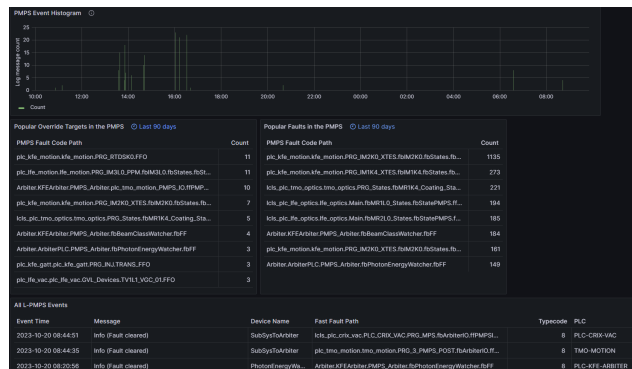 PMPS Event Histogram
Log message count
25
20
15
10
5
0
10:00 12:00 14:00 16:00 18:00 20:00 22:00 00:00 02:00 04:00 06:00 08:00
Count
Popular Override Targets in the PMPS Last 90 days
PMPS Fault Code Path Count
plc_kfe_motion.kfe_motion.PRG_RTDSK0.FFO 11
plc_lfe_motion.lfe_motion.PRG_IM3L0_PPM.fbIM3L0.fbStates.fbSt... 11
Arbiter.KFEArbiter.PMPS_Arbiter.plc_tmo_motion_PMPS_IO.ffPMP... 10
plc_kfe_motion.kfe_motion.PRG_IM2K0_XTES.fbIM2K0.fbStates.fb... 7
lcls_plc_tmo_optics.tmo_optics.PRG_States.fbMR1K4_Coating_Sta... 5
Arbiter.KFEArbiter.PMPS_Arbiter.fbBeamClassWatcher.fbFF 4
Arbiter.ArbiterPLC.PMPS_Arbiter.fbPhotonEnergyWatcher.fbFF 3
plc_kfe_gatt.plc_kfe_gatt.PRG_INJ.TRANS_FFO 3
plc_lfe_vac.plc_lfe_vac.GVL_Devices.TV1L1_VGC_01.FFO 3
Popular Faults in the PMPS Last 90 days
PMPS Fault Code Path Count
plc_kfe_motion.kfe_motion.PRG_IM2K0_XTES.fbIM2K0.fbStates.fb... 1135
plc_kfe_motion.kfe_motion.PRG_IM1K4_XTES.fbIM1K4.fbStates.fb... 273
lcls_plc_tmo_optics.tmo_optics.PRG_States.fbMR1K4_Coating_Sta... 221
lcls_plc_lfe_optics.lfe_optics.Main.fbMR1L0_States.fbStatePMPS.ff... 194
lcls_plc_lfe_optics.lfe_optics.Main.fbMR2L0_States.fbStatePMPS.f... 185
Arbiter.KFEArbiter.PMPS_Arbiter.fbBeamClassWatcher.fbFF 184
plc_kfe_motion.kfe_motion.PRG_IM2K0_XTES.fbIM2K0.fbStates.fb... 161
Arbiter.ArbiterPLC.PMPS_Arbiter.fbPhotonEnergyWatcher.fbFF 149
All L-PMPS Events
Event Time Message Device Name Fast Fault Path Typecode PLC
2023-10-20 08:44:51 Info (Fault cleared) SubSysToArbiter lcls_plc_crix_vac.PLC_CRIX_VAC.PRG_MPS.fbArbiterIO.ffPMPSI... 8 PLC-CRIX-VAC
2023-10-20 08:44:35 Info (Fault cleared) SubSysToArbiter plc_tmo_motion.tmo_motion.PRG_3_PMPS_POST.fbArbiterIO.ff... 8 TMO-MOTION
2023-10-20 08:20:56 Info (Fault cleared) PhotonEnergyWa... Arbiter.KFEArbiter.PMPS_Arbiter.fbPhotonEnergyWatcher.fbFF 8 PLC-KFE-ARBITER